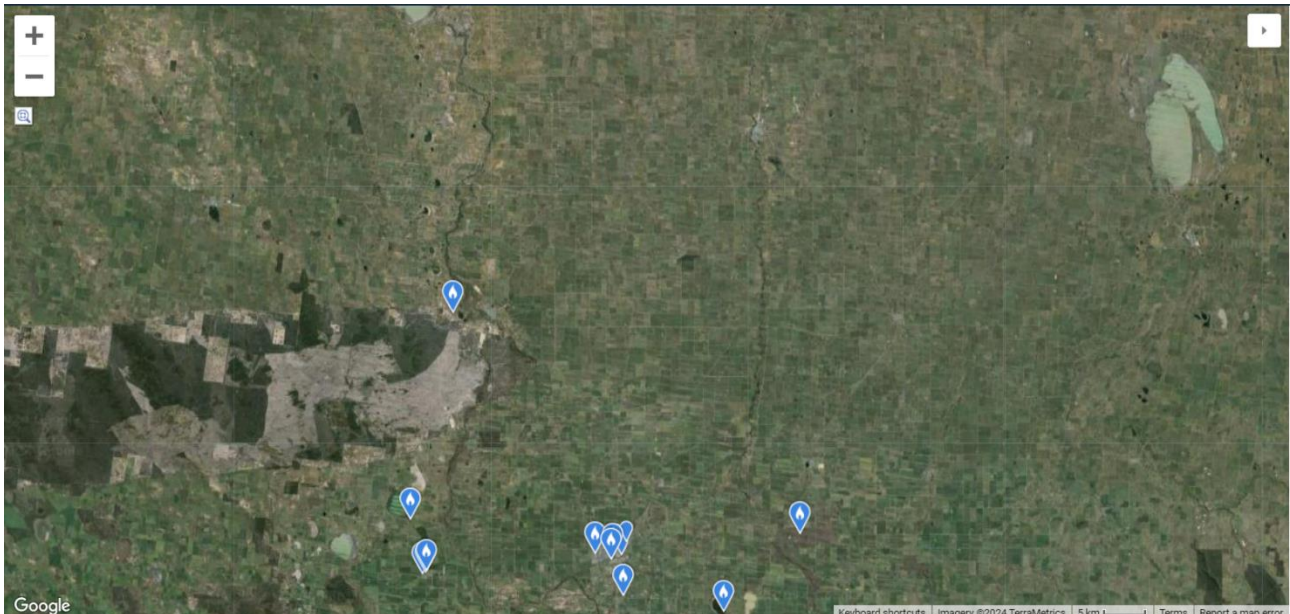 Google
Keyboard shortcuts
Imagery ©2024 TerraMetrics
5 km
Terms
Report a map error